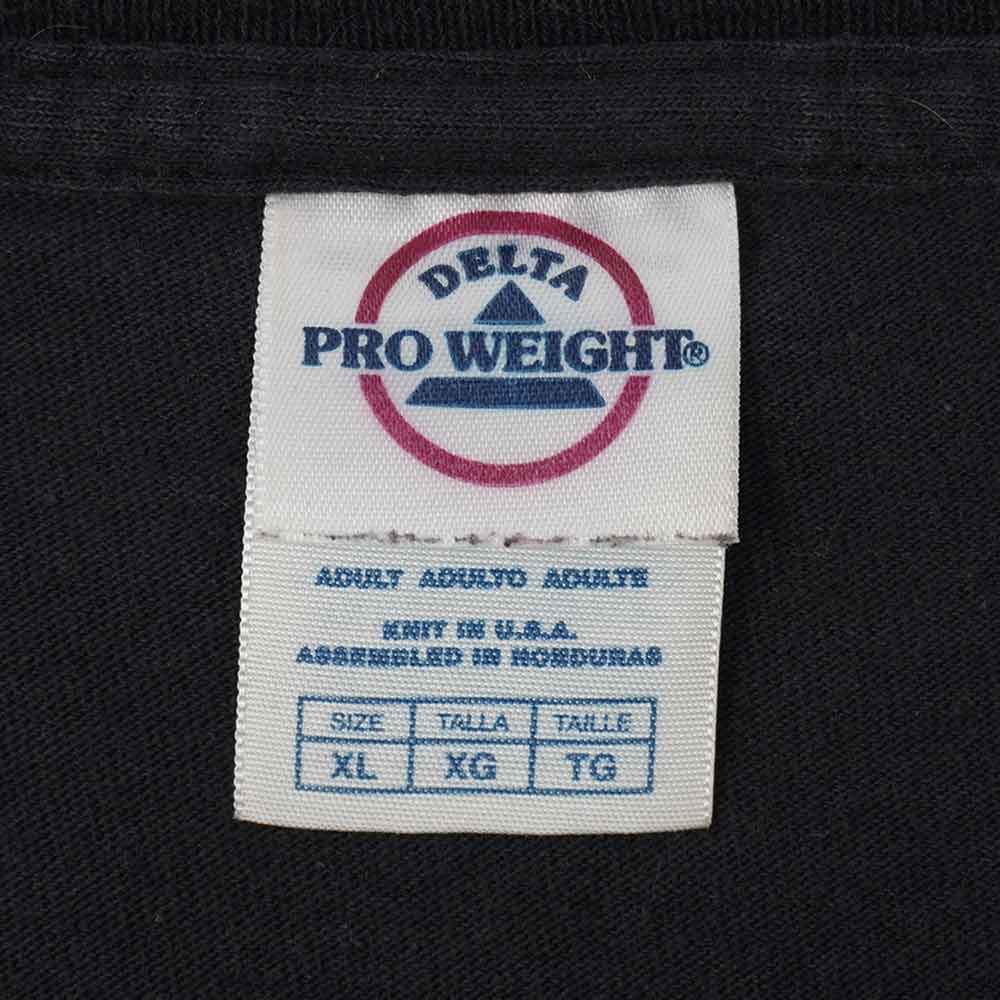 DELTA
PRO WEIGHT®
ADULT ADULTO ADULTE
KNIT IN U.S.A.
ASSEMBLED IN HONDURAS
SIZE TALLA TAILLE
XL XG TG